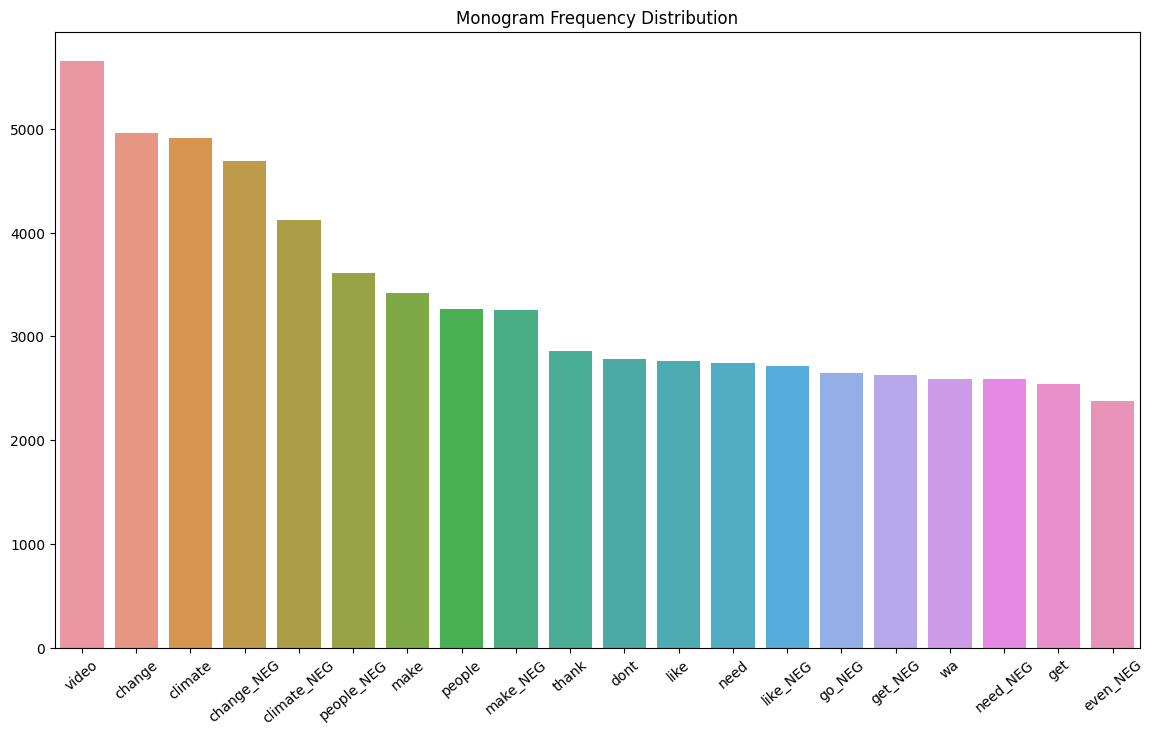 Monogram Frequency Distribution
5000
4000
3000
2000
1000
0
video
change
climate
change_NEG
climate_NEG
people_NEG
make
people
make_NEG
thank
dont
like
need
like_NEG
go_NEG
get_NEG
wa
need_NEG
get
even_NEG